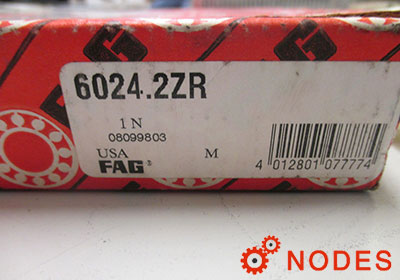 6024.2ZR
1 N
08099803
USA M
FAG
4 012801 077774
NODES